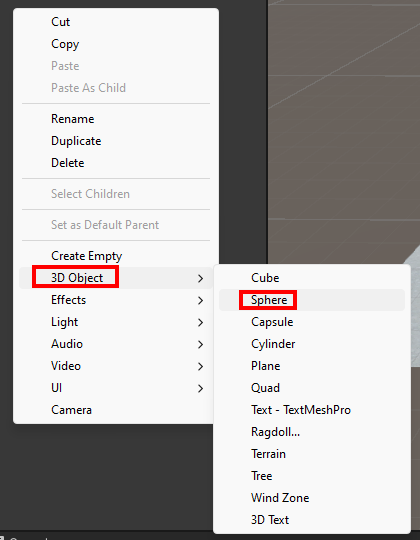 Cut
Copy
Paste
Paste As Child
Rename
Duplicate
Delete
Select Children
Set as Default Parent
Create Empty
3D Object
Effects
Light
Audio
Video
UI
Camera
Cube
Sphere
Capsule
Cylinder
Plane
Quad
Text - TextMeshPro
Ragdoll...
Terrain
Tree
Wind Zone
3D Text